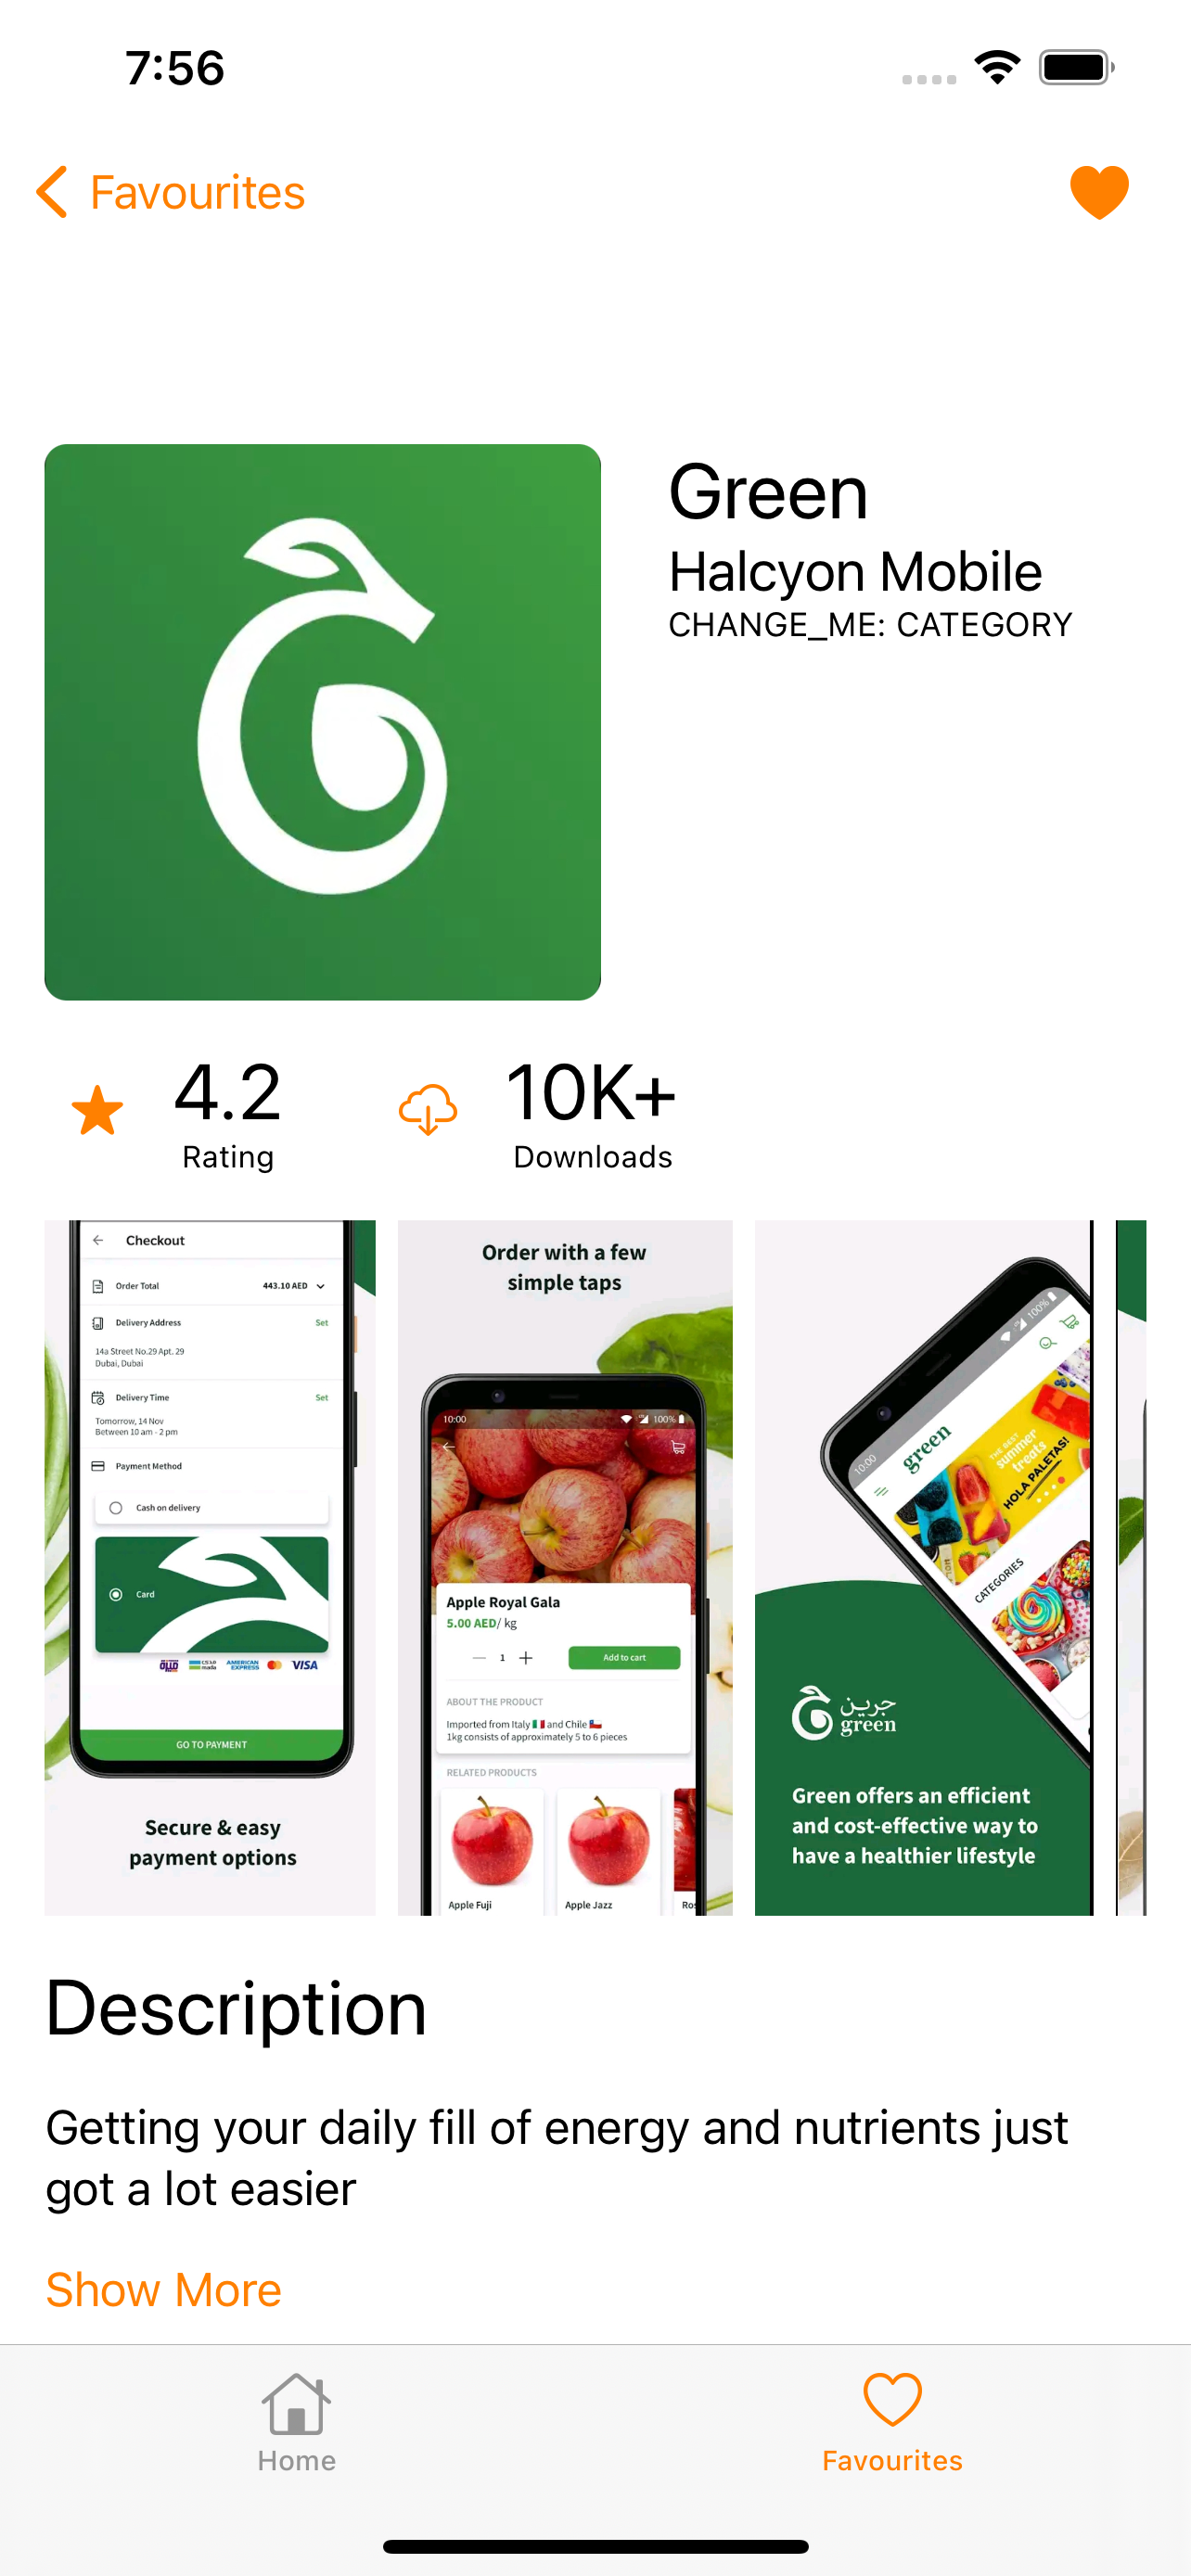 7:56
Favourites
Green
Halcyon Mobile
CHANGE_ME: CATEGORY
4.2
Rating
10K+
Downloads
Checkout
Order Total 443.10 AED
Delivery Address Set
14a Street No.29 Apt. 29
Dubai, Dubai
Delivery Time Set
Tomorrow, 14 Nov
Between 10 am - 2 pm
Payment Method
Cash on delivery
Card
mada AMERICAN EXPRESS VISA
GO TO PAYMENT
Secure & easy
payment options
Order with a few
simple taps
10:00 100%
Apple Royal Gala
5.00 AED/ kg
1 Add to cart
ABOUT THE PRODUCT
Imported from Italy 🇮🇹 and Chile 🇨🇱
1kg consists of approximately 5 to 6 pieces
RELATED PRODUCTS
Apple Fuji Apple Jazz Ros
10:00 100%
green
THE BEST
summer
treats
HOLA PALETAS!
CATEGORIES
جرين
green
Green offers an efficient
and cost-effective way to
have a healthier lifestyle
Description
Getting your daily fill of energy and nutrients just
got a lot easier
Show More
Home
Favourites